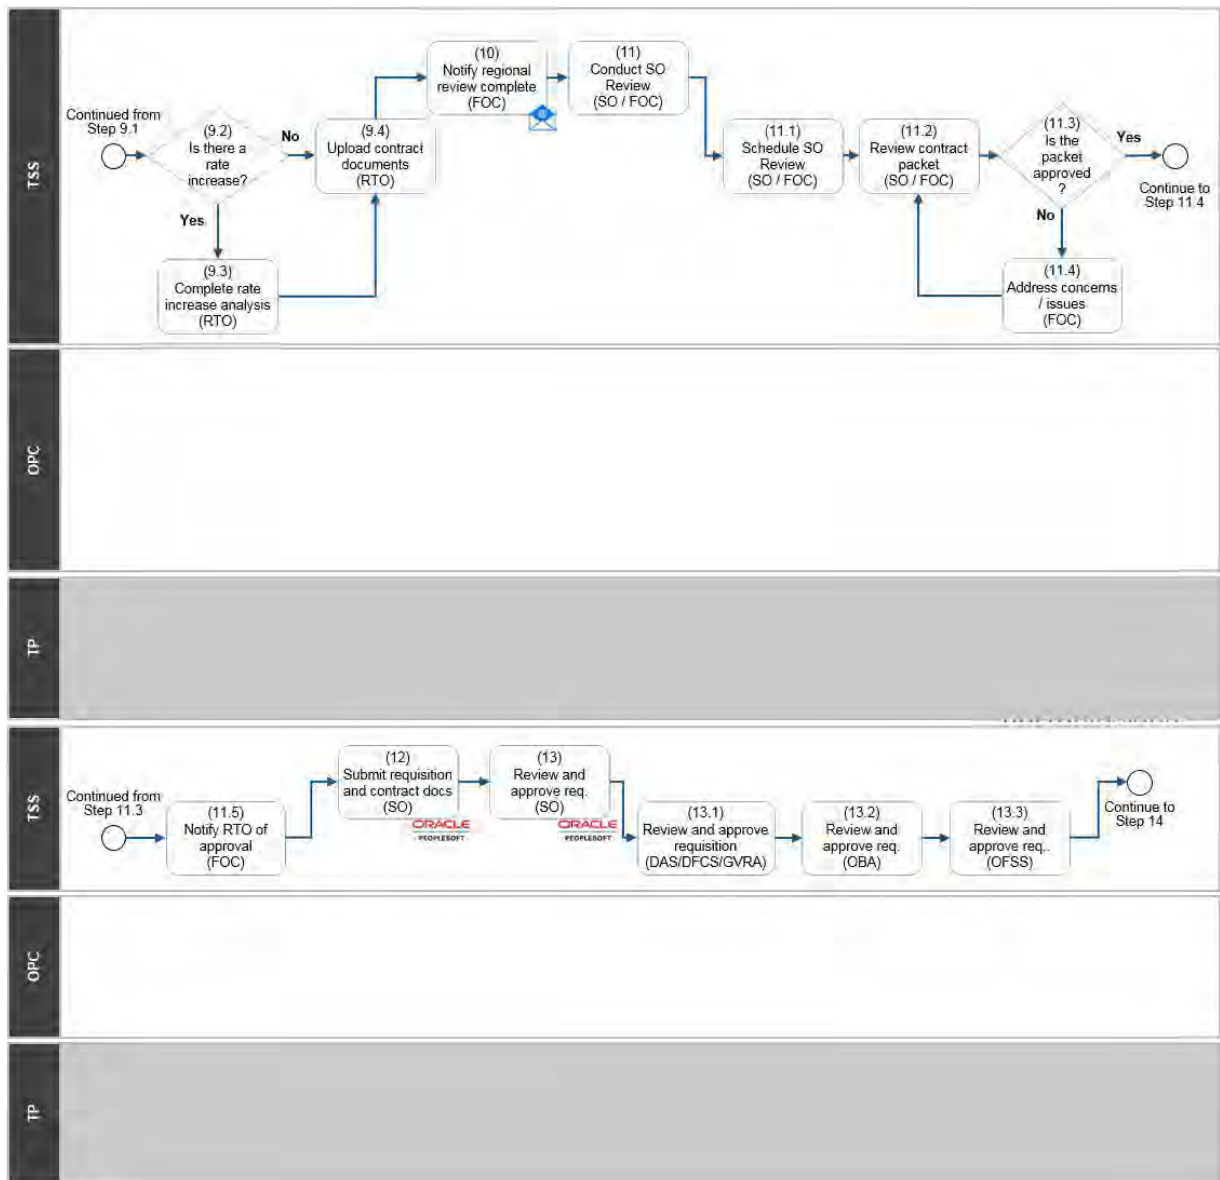 TSS
Continued from
Step 9.1
(9.2)
Is there a
rate
increase?
No
Yes
(9.3)
Complete rate
increase analysis
(RTO)
(9.4)
Upload contract
documents
(RTO)
(10)
Notify regional
review complete
(FOC)
(11)
Conduct SO
Review
(SO / FOC)
(11.1)
Schedule SO
Review
(SO / FOC)
(11.2)
Review contract
packet
(SO / FOC)
(11.3)
Is the
packet
approved
?
Yes
Continue to
Step 11.4
No
(11.4)
Address concerns
/ issues
(FOC)
OPC
TP
TSS
Continued from
Step 11.3
(11.5)
Notify RTO of
approval
(FOC)
(12)
Submit requisition
and contract docs
(SO)
ORACLE
PEOPLESOFT
(13)
Review and
approve req.
(SO)
ORACLE
PEOPLESOFT
(13.1)
Review and approve
requisition
(DAS/DFCS/GVRA)
(13.2)
Review and
approve req.
(OBA)
(13.3)
Review and
approve req..
(OFSS)
Continue to
Step 14
OPC
TP